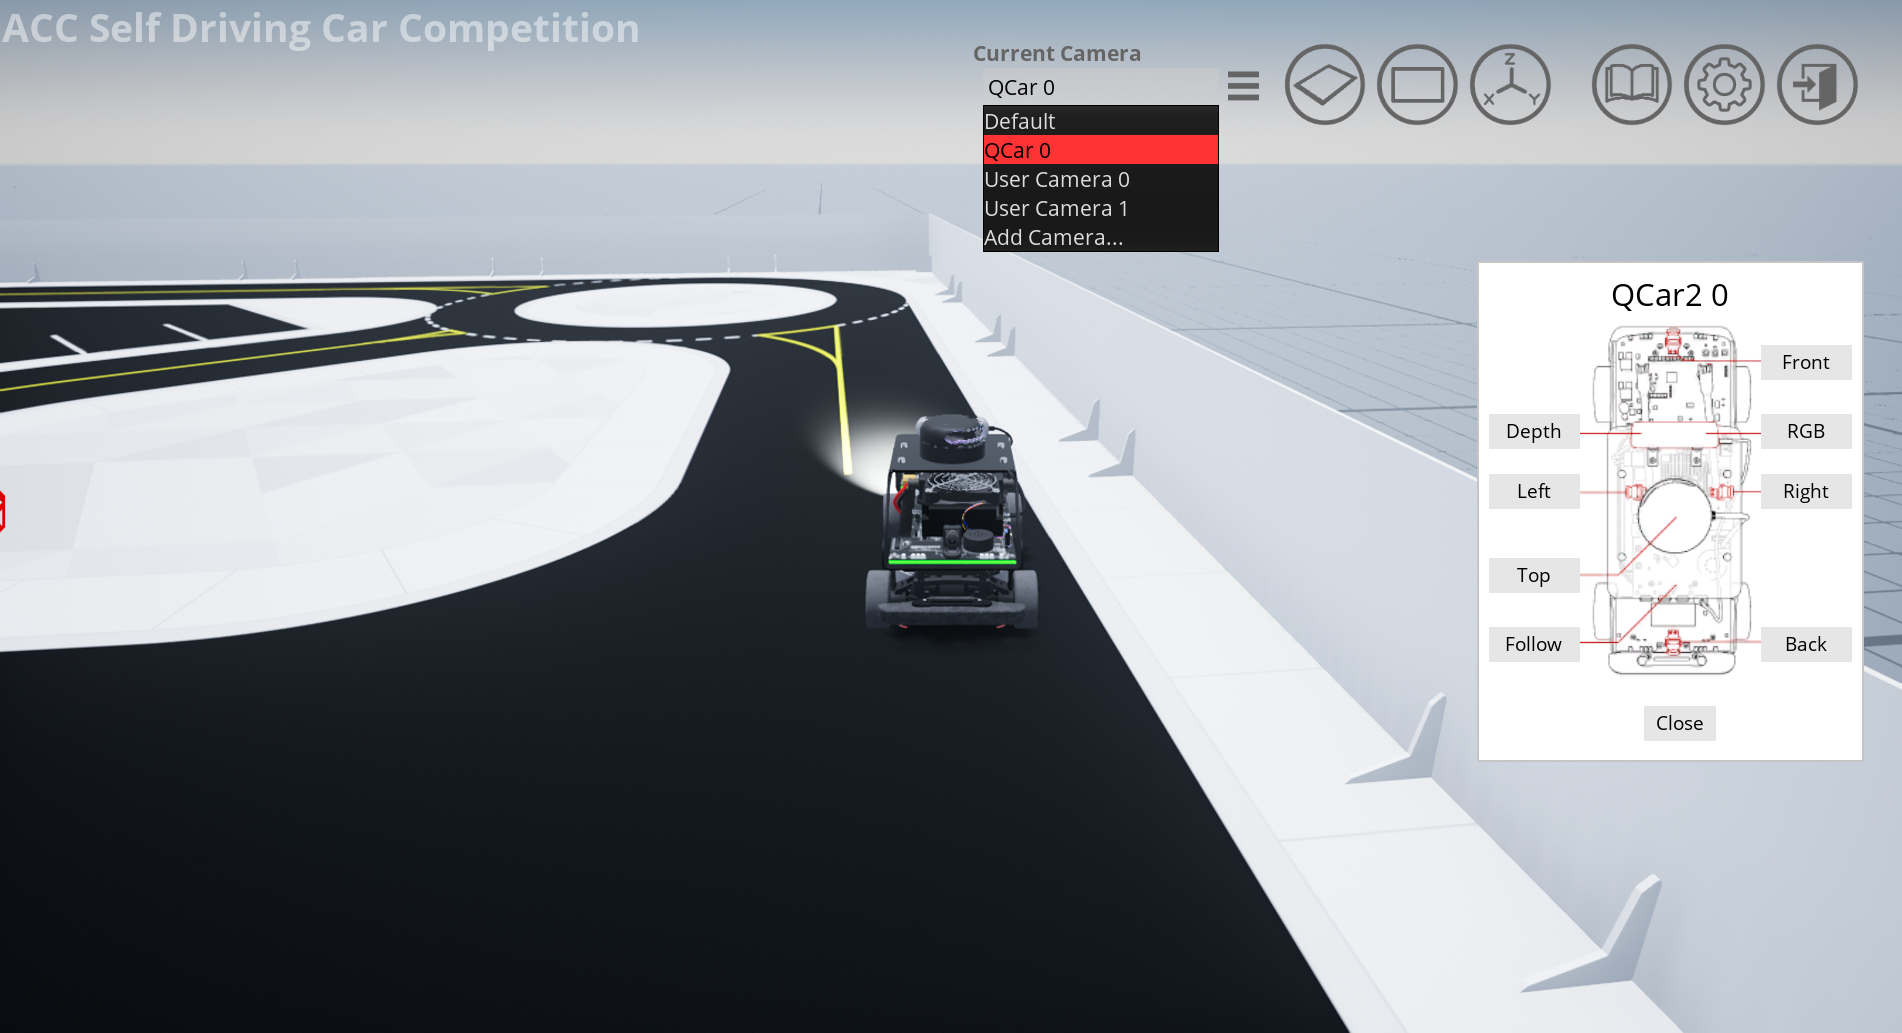 ACC Self Driving Car Competition
Current Camera
QCar 0
Default
QCar 0
User Camera 0
User Camera 1
Add Camera...
Z
X
Y
QCar2 0
Front
Depth
RGB
Left
Right
Top
Follow
Back
Close